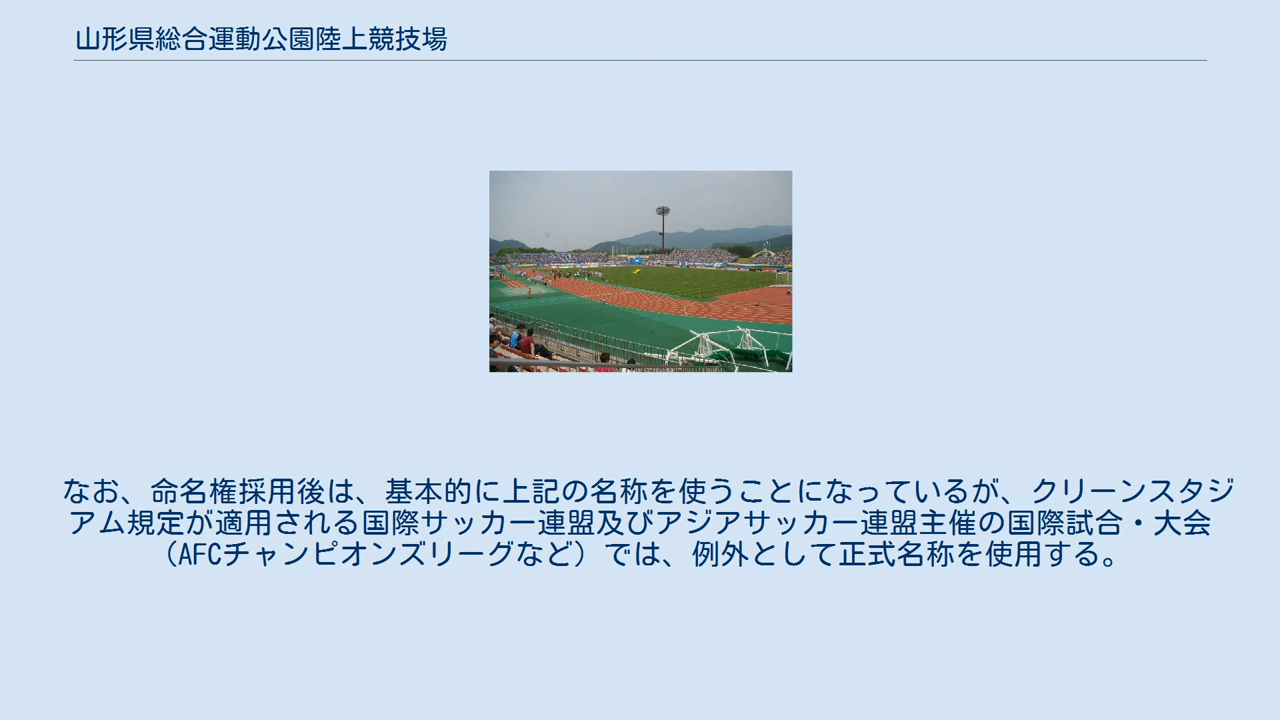 山形県総合運動公園陸上競技場
なお、命名権採用後は、基本的に上記の名称を使うことになっているが、クリーンスタジ
アム規定が適用される国際サッカー連盟及びアジアサッカー連盟主催の国際試合・大会
（AFCチャンピオンズリーグなど）では、例外として正式名称を使用する。